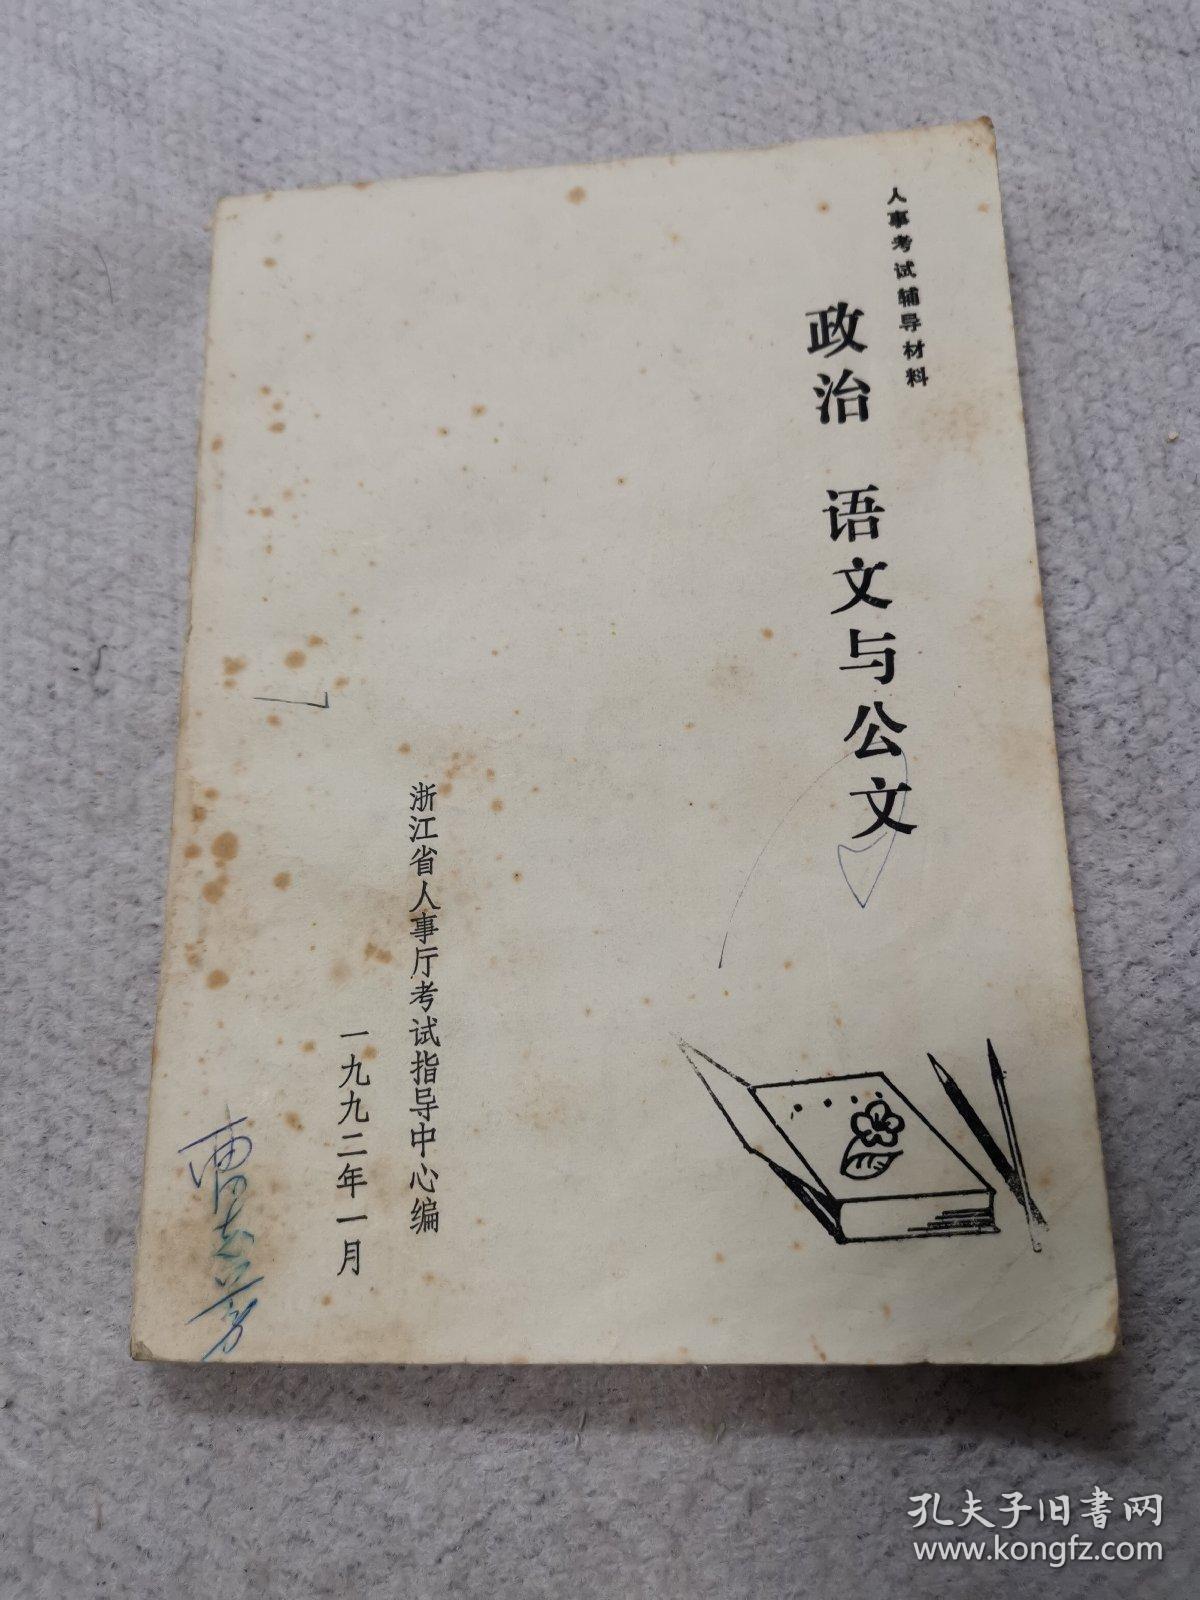 人事考试辅导材料
政治 语文与公文
浙江省人事厅考试指导中心编
一九九二年一月
孔夫子旧书网
www.kongfz.com